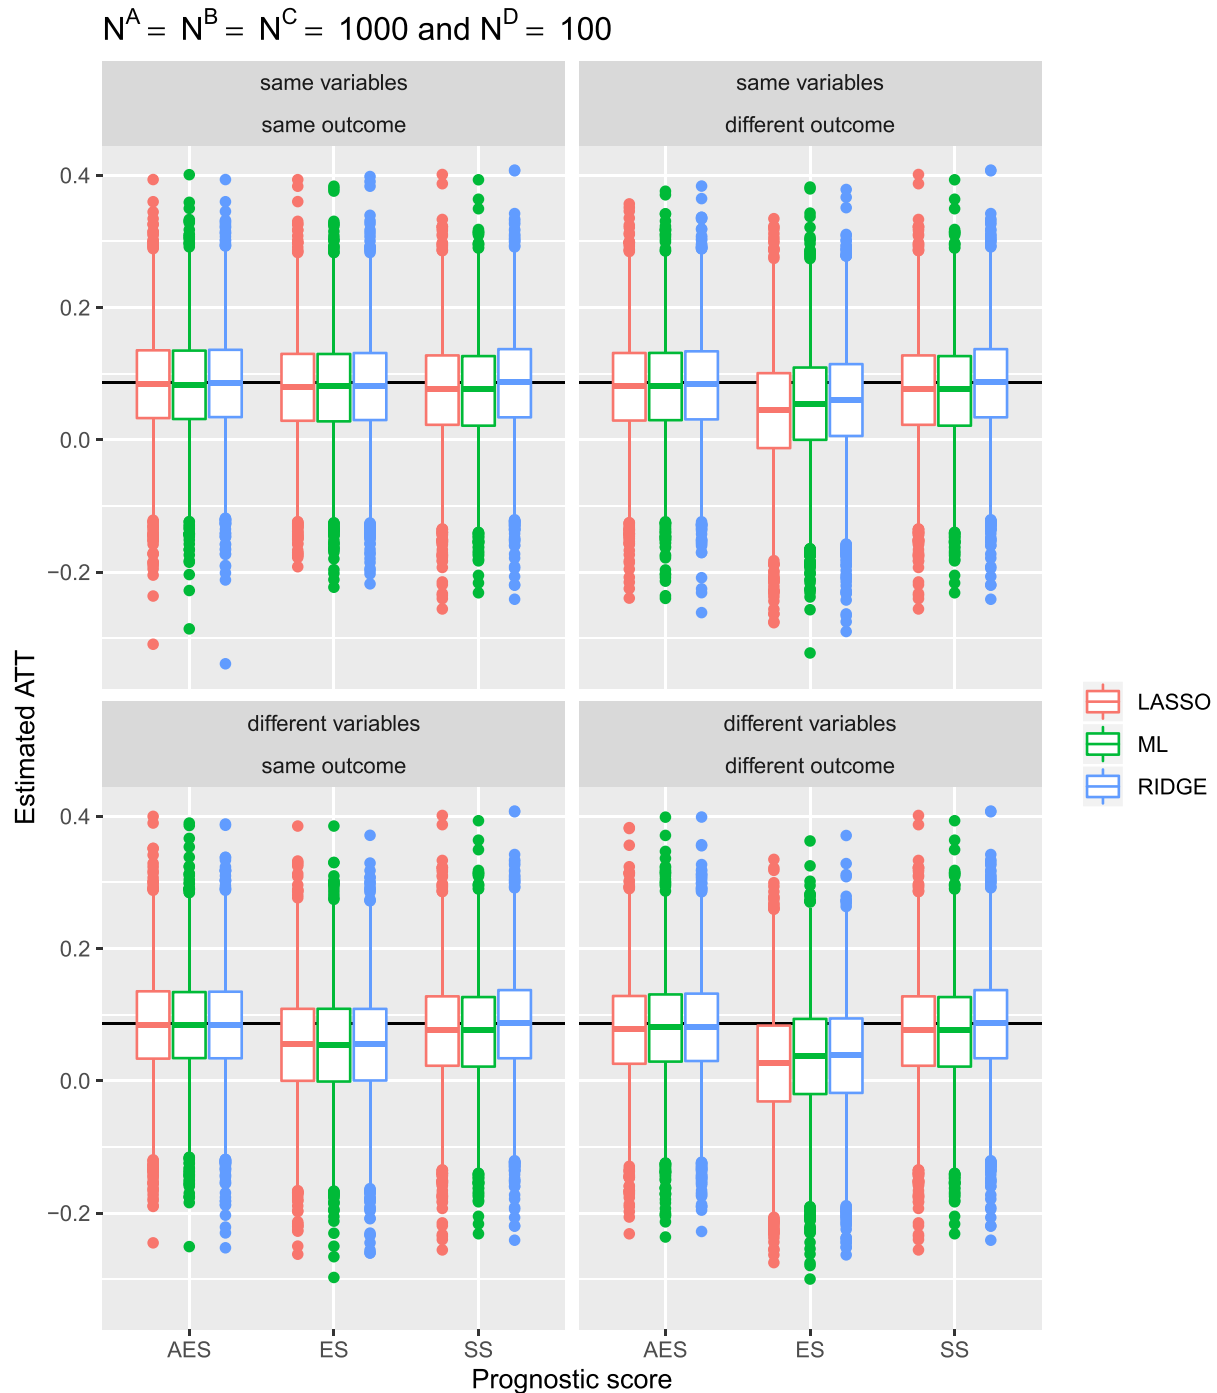 N^A = N^B = N^C = 1000 and N^D = 100
same variables
same outcome
same variables
different outcome
0.4
0.2
0.0
−0.2
different variables
same outcome
different variables
different outcome
0.4
0.2
0.0
−0.2
Estimated ATT
AES ES SS
AES ES SS
Prognostic score
LASSO
ML
RIDGE